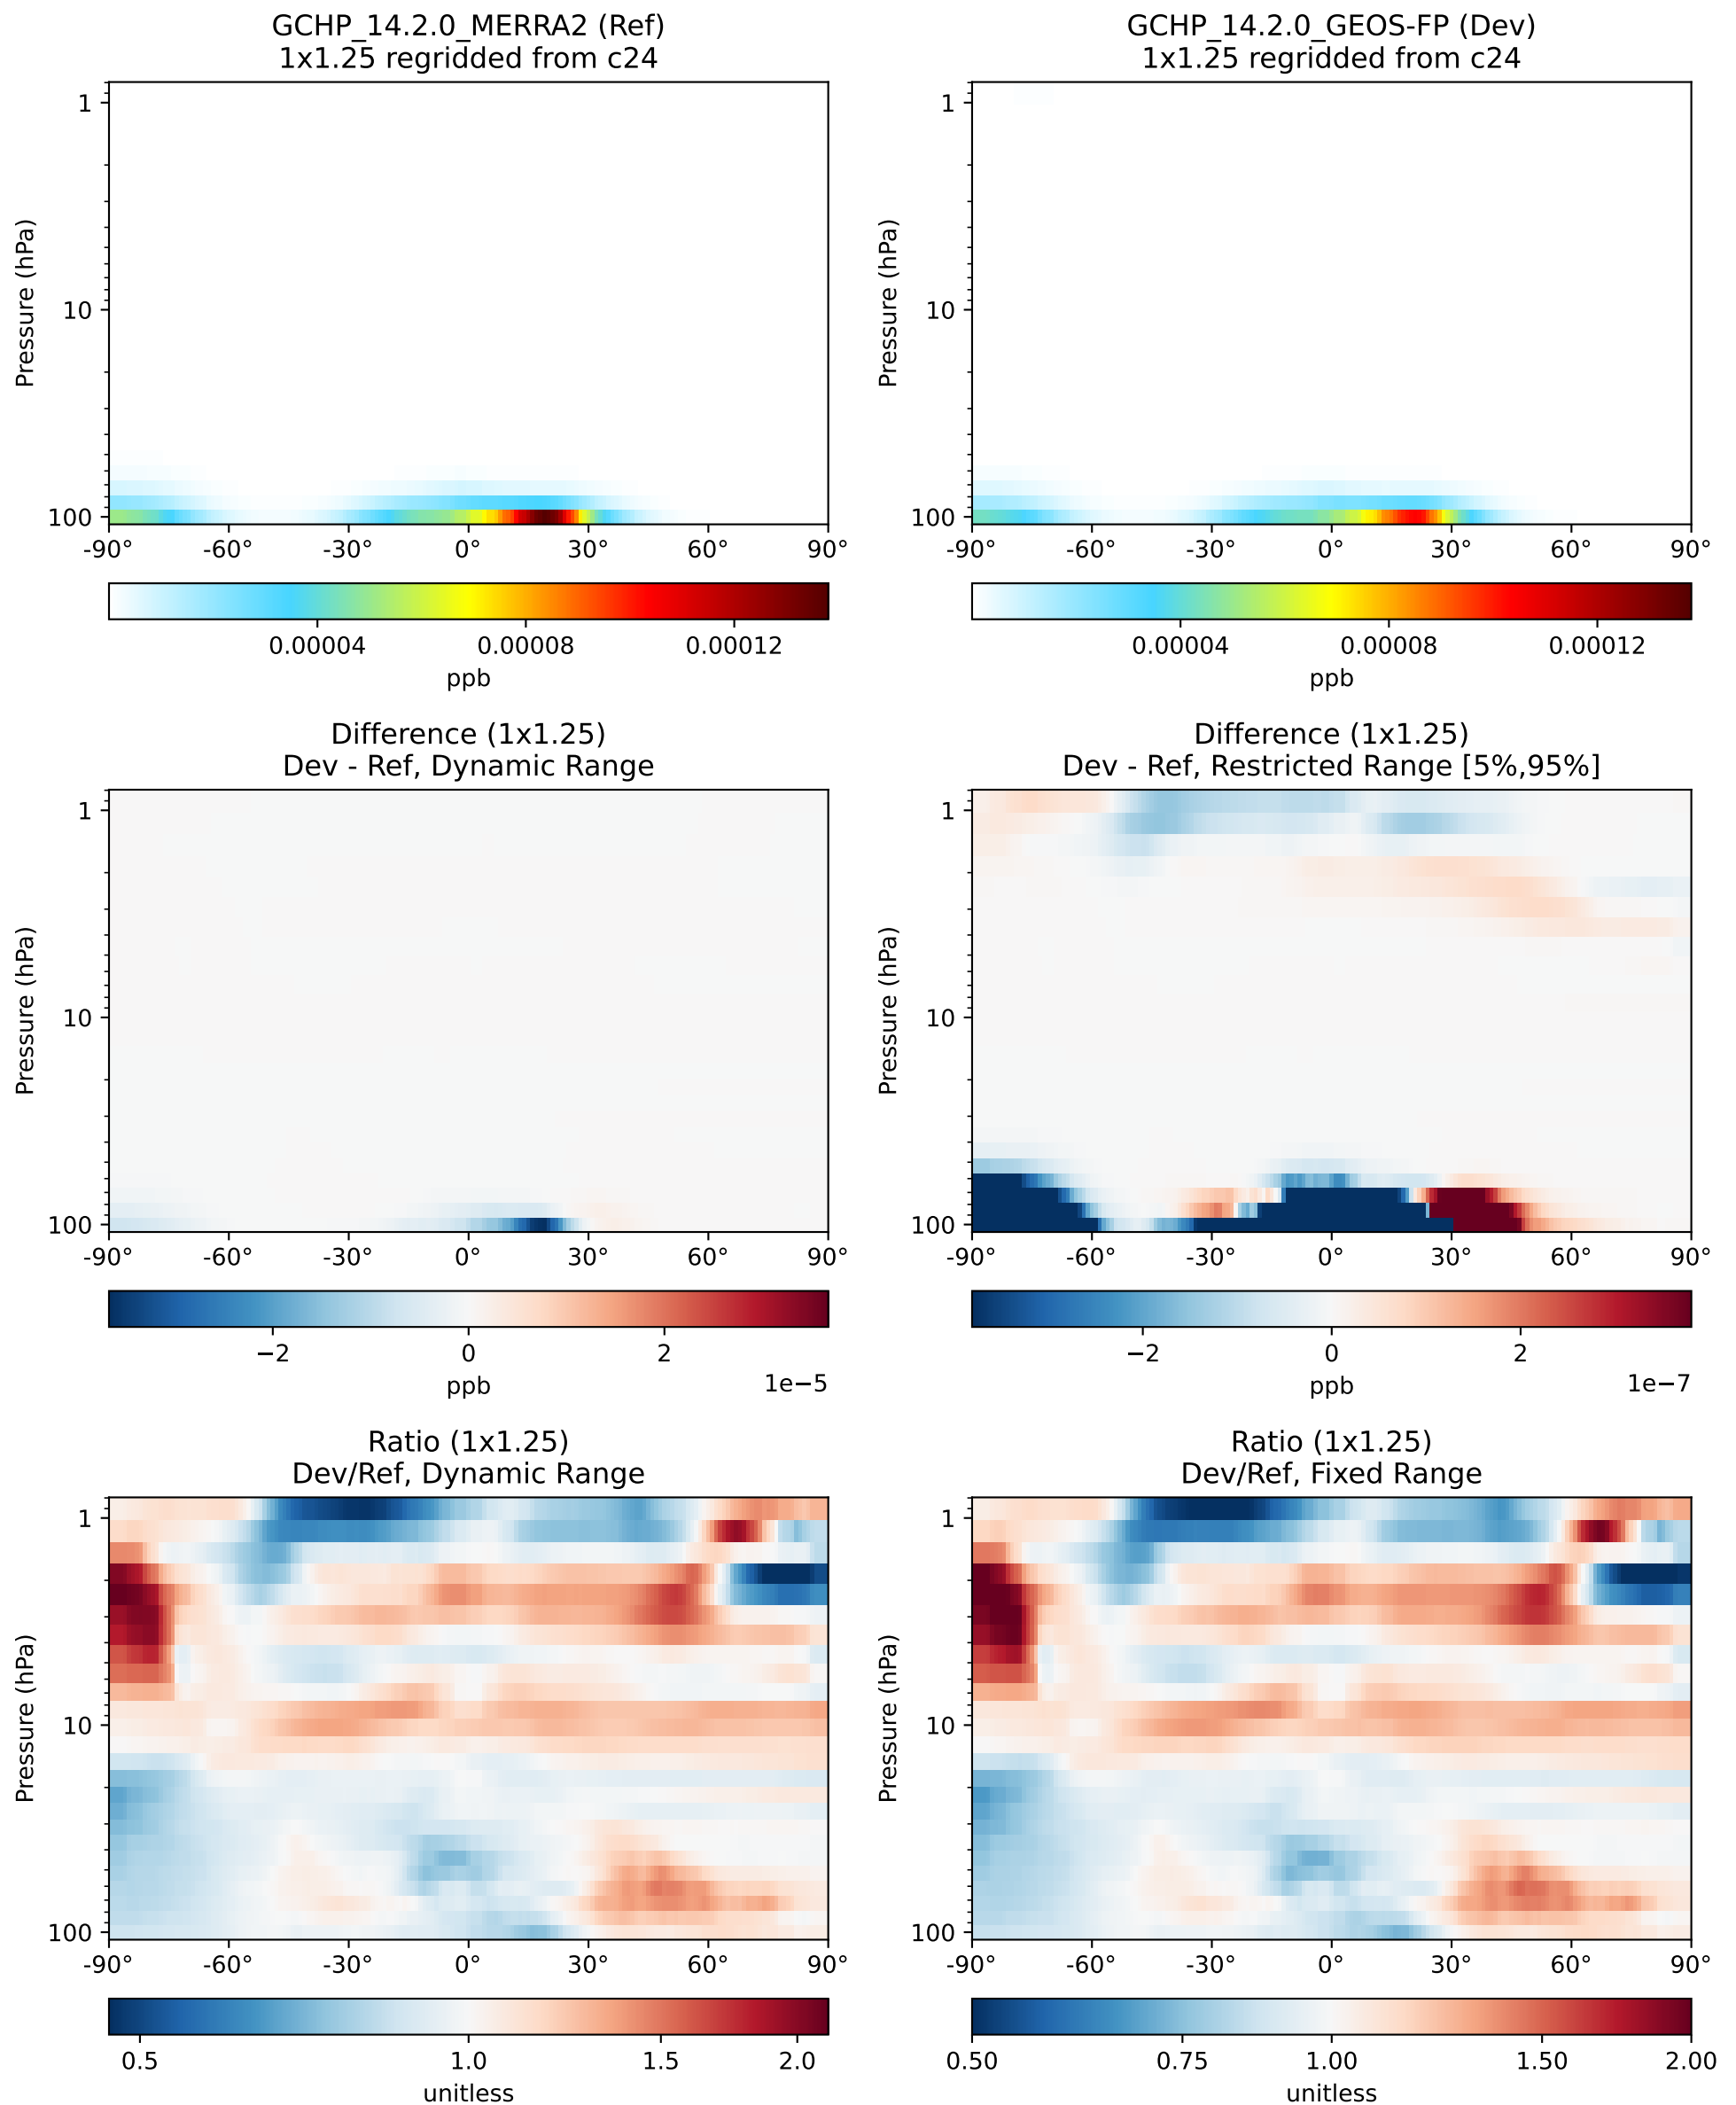 GCHP_14.2.0_MERRA2 (Ref)
1x1.25 regridded from c24
Pressure (hPa)
1
10
100
-90° -60° -30° 0° 30° 60° 90°
0.00004 0.00008 0.00012
ppb
GCHP_14.2.0_GEOS-FP (Dev)
1x1.25 regridded from c24
Pressure (hPa)
1
10
100
-90° -60° -30° 0° 30° 60° 90°
0.00004 0.00008 0.00012
ppb
Difference (1x1.25)
Dev - Ref, Dynamic Range
Pressure (hPa)
1
10
100
-90° -60° -30° 0° 30° 60° 90°
−2 0 2
ppb
1e−5
Difference (1x1.25)
Dev - Ref, Restricted Range [5%,95%]
Pressure (hPa)
1
10
100
-90° -60° -30° 0° 30° 60° 90°
−2 0 2
ppb
1e−7
Ratio (1x1.25)
Dev/Ref, Dynamic Range
Pressure (hPa)
1
10
100
-90° -60° -30° 0° 30° 60° 90°
0.5 1.0 1.5 2.0
unitless
Ratio (1x1.25)
Dev/Ref, Fixed Range
Pressure (hPa)
1
10
100
-90° -60° -30° 0° 30° 60° 90°
0.50 0.75 1.00 1.50 2.00
unitless